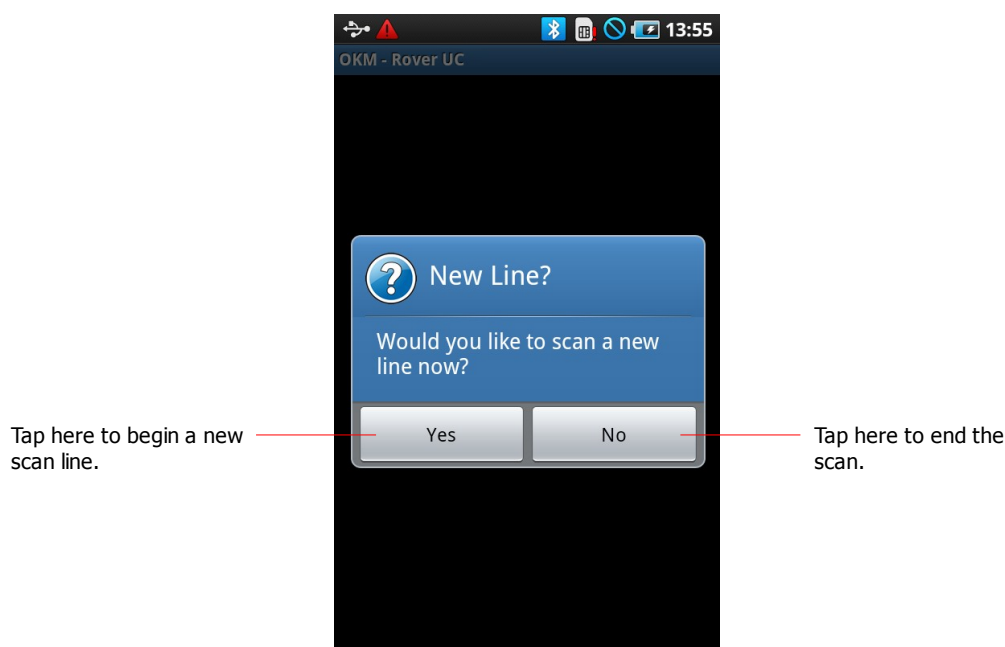 13:55
OKM - Rover UC
New Line?
Would you like to scan a new
line now?
Tap here to begin a new
scan line.
Yes
No
Tap here to end the
scan.